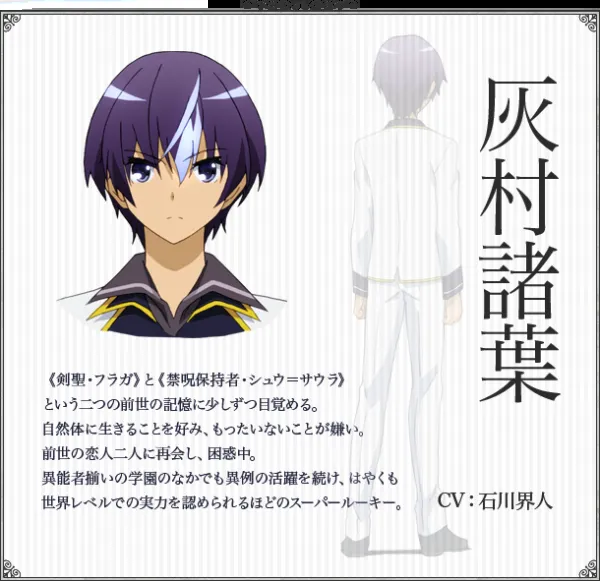 灰村諸葉
《剣聖・フラガ》と《禁呪保持者・シュウ＝サウラ》
という二つの前世の記憶に少しずつ目覚める。
自然体に生きることを好み、もったいないことが嫌い。
前世の恋人二人に再会し、困惑中。
異能者揃いの学園のなかでも異例の活躍を続け、はやくも
世界レベルでの実力を認められるほどのスーパールーキー。
CV：石川界人